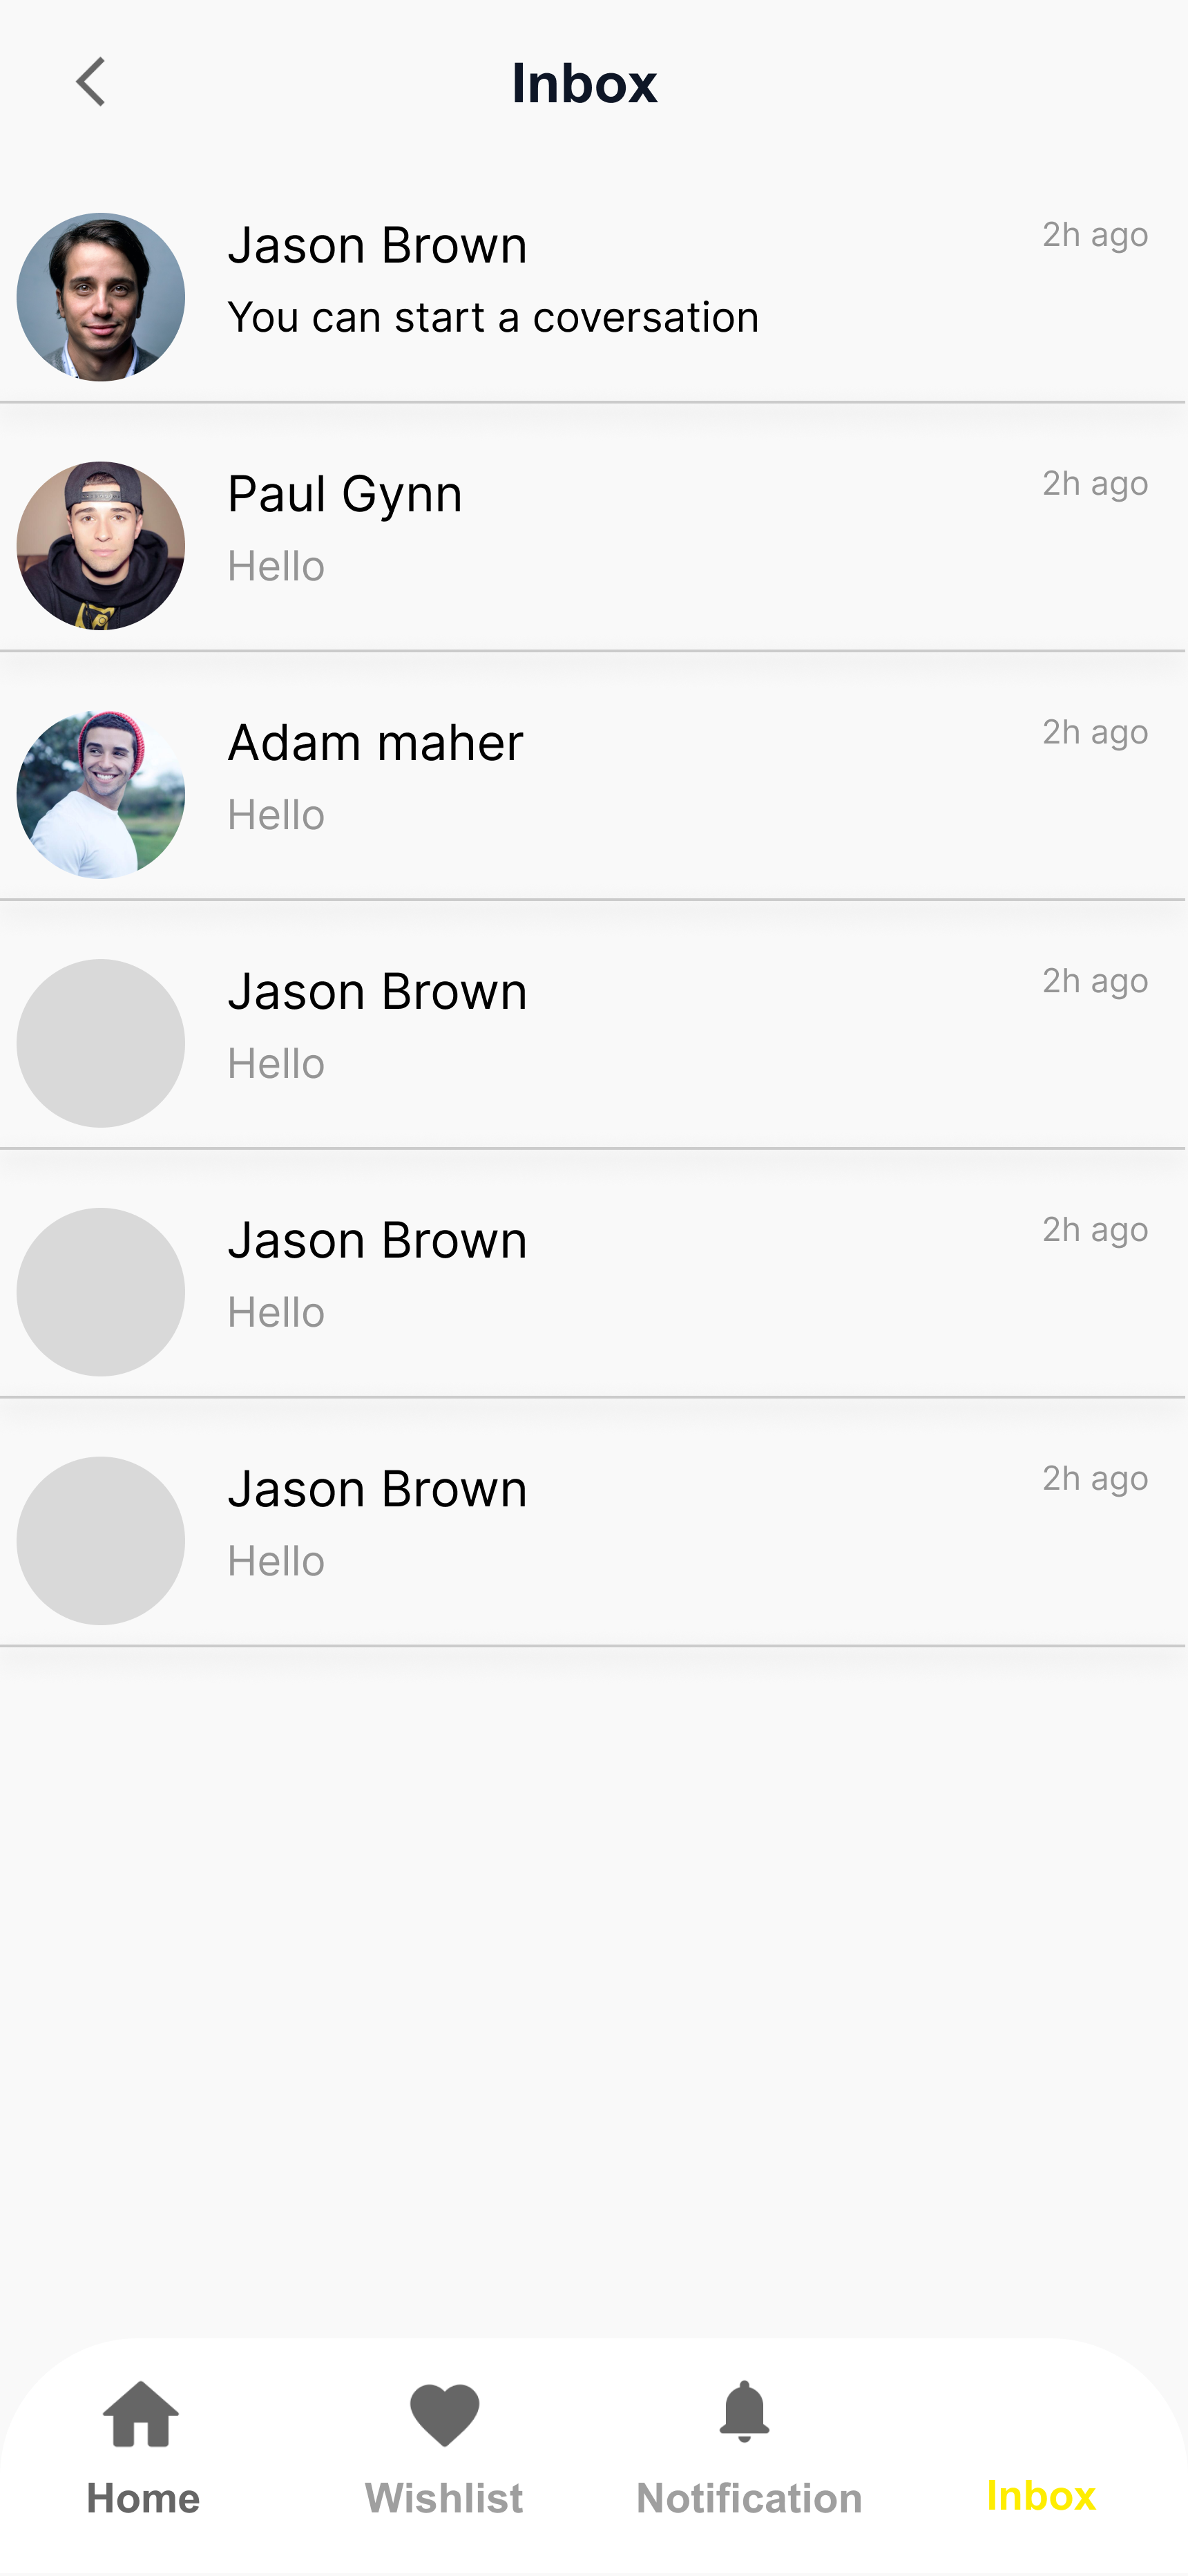 Inbox
Jason Brown
2h ago
You can start a coversation
Paul Gynn
2h ago
Hello
Adam maher
2h ago
Hello
Jason Brown
2h ago
Hello
Jason Brown
2h ago
Hello
Jason Brown
2h ago
Hello
Home
Wishlist
Notification
Inbox